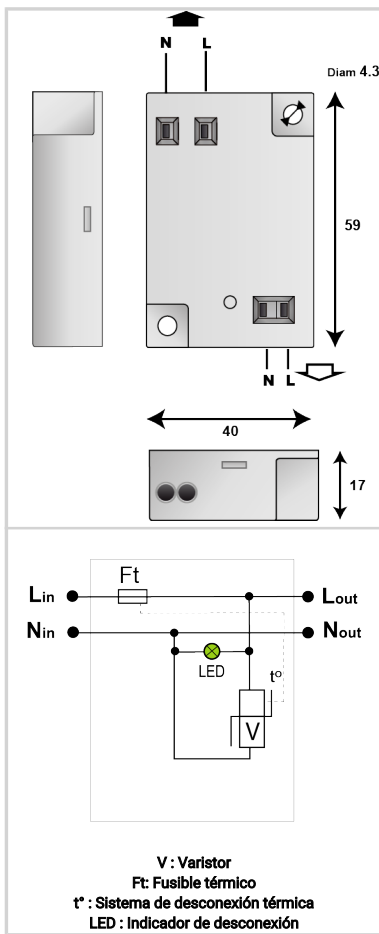 N L
Diam 4.3
59
N L
40
17
Ft
Lin Lout
Nin Nout
LED
t°
V
V : Varistor
Ft: Fusible térmico
t° : Sistema de desconexión térmica
LED : Indicador de desconexión